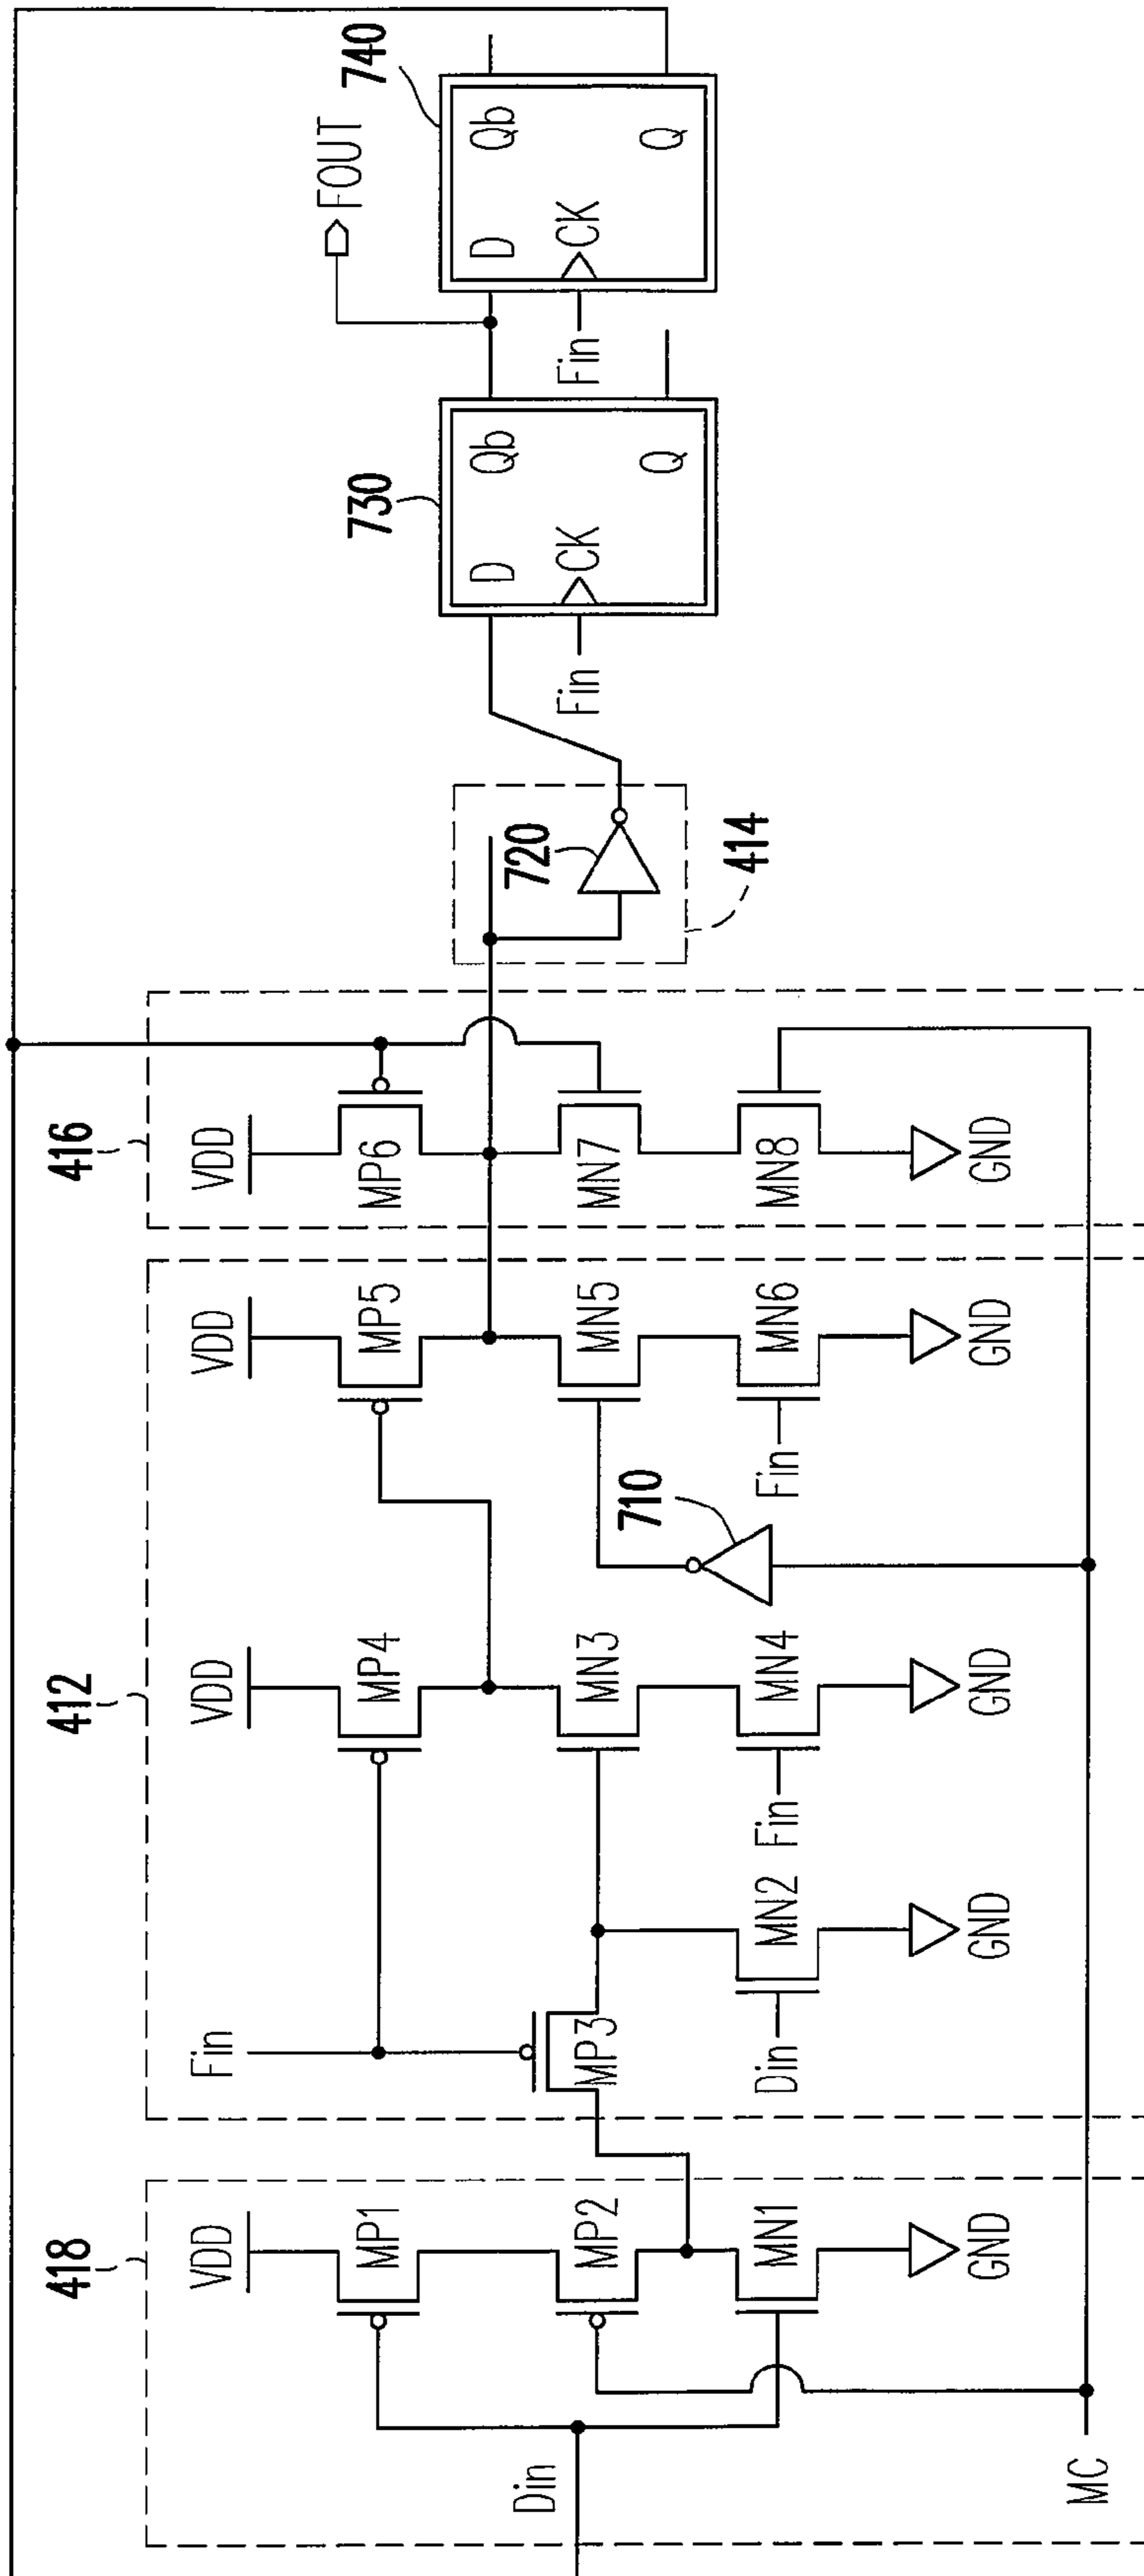 418
412
416
VDD
Fin
VDD
VDD
VDD
MP1
MP4
MP5
MP6
Din
MP2
MP3
MN3
710
MN5
MN7
720
414
MN1
Din
MN2
Fin
MN4
Fin
MN6
MN8
GND
GND
GND
GND
GND
MC
730
D
Qb
Fin
CK
Q
FOUT
740
D
Qb
Fin
CK
Q